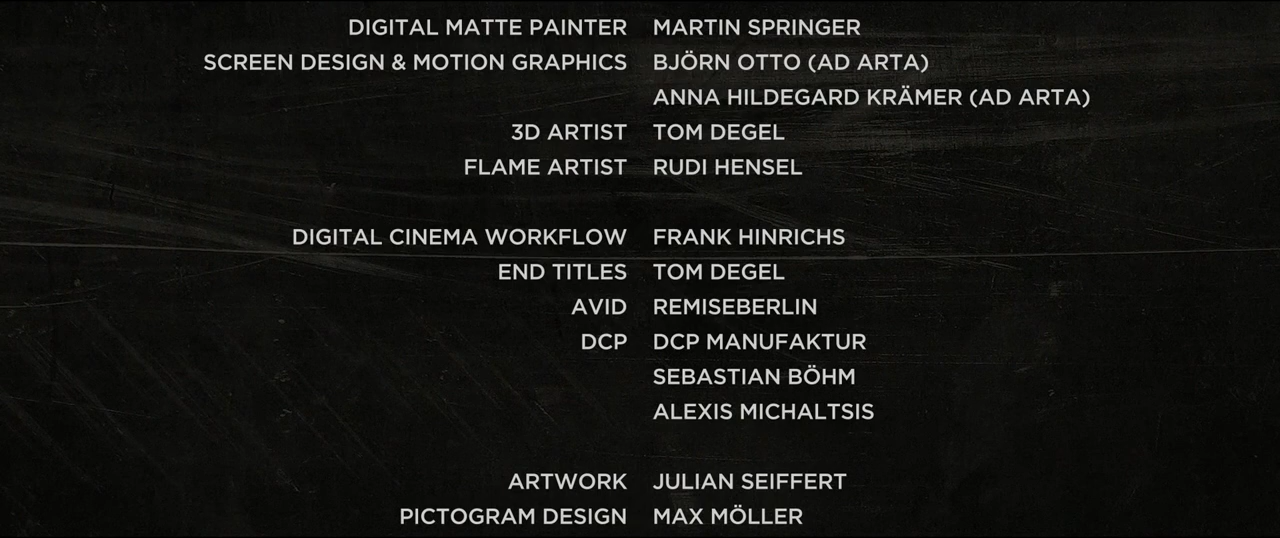 DIGITAL MATTE PAINTER MARTIN SPRINGER
SCREEN DESIGN & MOTION GRAPHICS BJÖRN OTTO (AD ARTA)
ANNA HILDEGARD KRÄMER (AD ARTA)
3D ARTIST TOM DEGEL
FLAME ARTIST RUDI HENSEL
DIGITAL CINEMA WORKFLOW FRANK HINRICHS
END TITLES TOM DEGEL
AVID REMISEBERLIN
DCP DCP MANUFAKTUR
SEBASTIAN BÖHM
ALEXIS MICHALTSIS
ARTWORK JULIAN SEIFFERT
PICTOGRAM DESIGN MAX MÖLLER